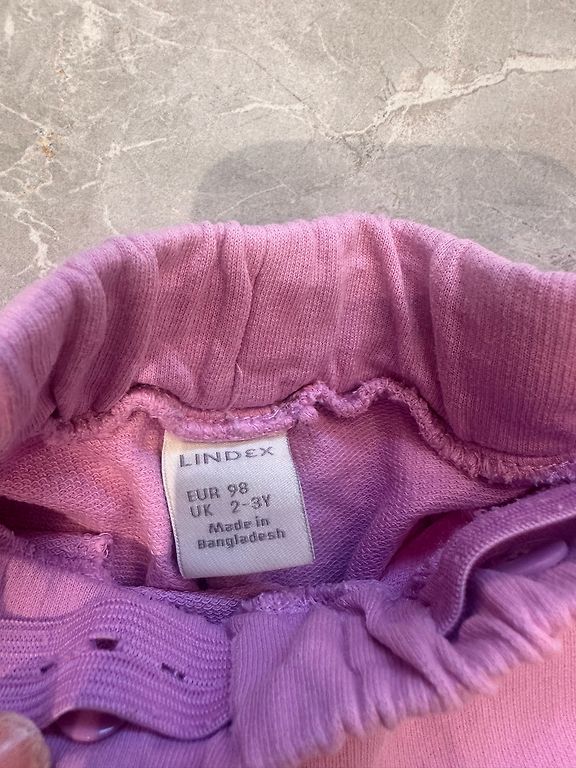 LINDEX
EUR 98
UK 2-3Y
Made in
Bangladesh